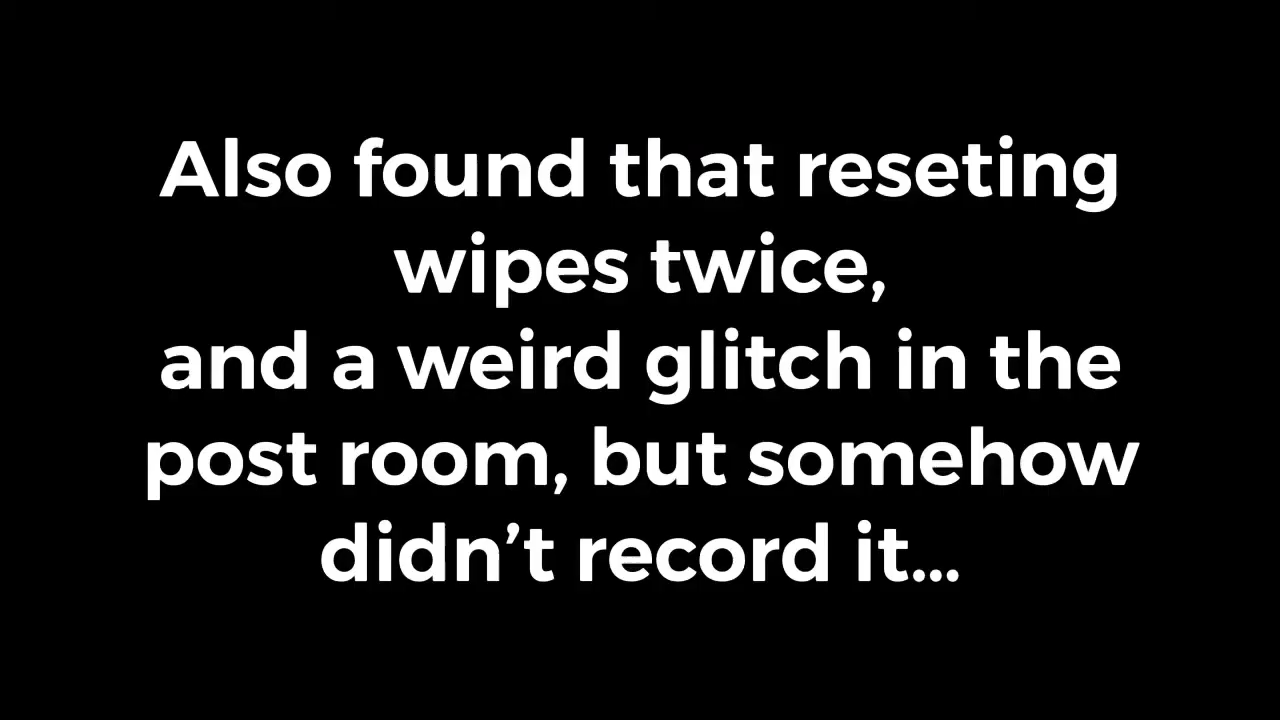 Also found that reseting
wipes twice,
and a weird glitch in the
post room, but somehow
didn’t record it...